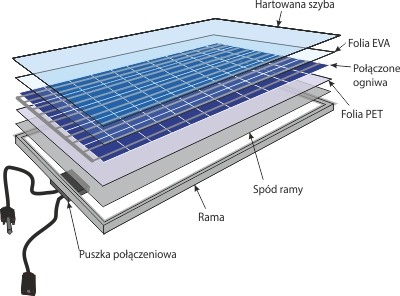 Hartowana szyba
Folia EVA
Połączone
ogniwa
Folia PET
Spód ramy
Rama
Puszka połączeniowa